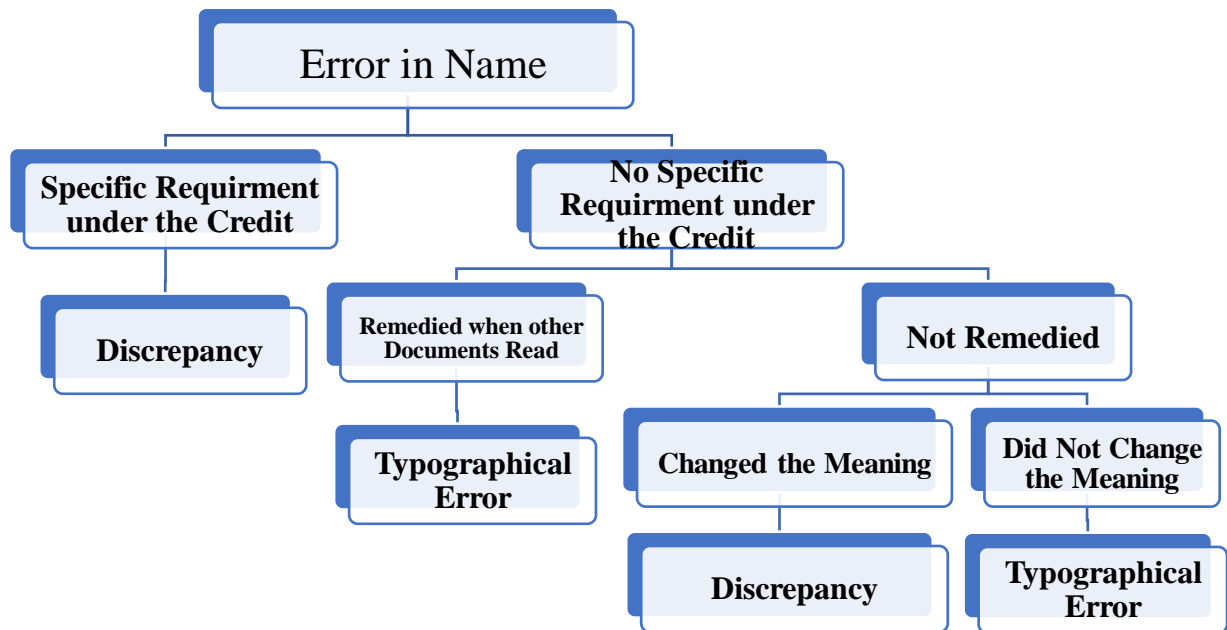 Error in Name
Specific Requirment
under the Credit
No Specific
Requirment under
the Credit
Discrepancy
Remedied when other
Documents Read
Not Remedied
Typographical
Error
Changed the Meaning
Did Not Change
the Meaning
Discrepancy
Typographical
Error